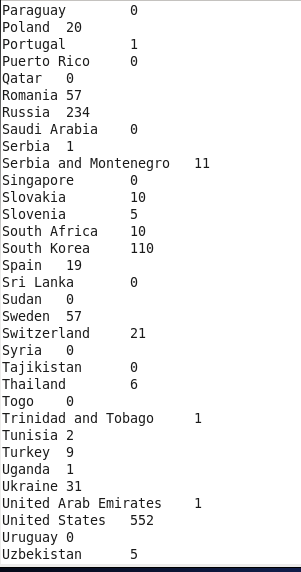 Paraguay 0
Poland 20
Portugal 1
Puerto Rico 0
Qatar 0
Romania 57
Russia 234
Saudi Arabia 0
Serbia 1
Serbia and Montenegro 11
Singapore 0
Slovakia 10
Slovenia 5
South Africa 10
South Korea 110
Spain 19
Sri Lanka 0
Sudan 0
Sweden 57
Switzerland 21
Syria 0
Tajikistan 0
Thailand 6
Togo 0
Trinidad and Tobago 1
Tunisia 2
Turkey 9
Uganda 1
Ukraine 31
United Arab Emirates 1
United States 552
Uruguay 0
Uzbekistan 5